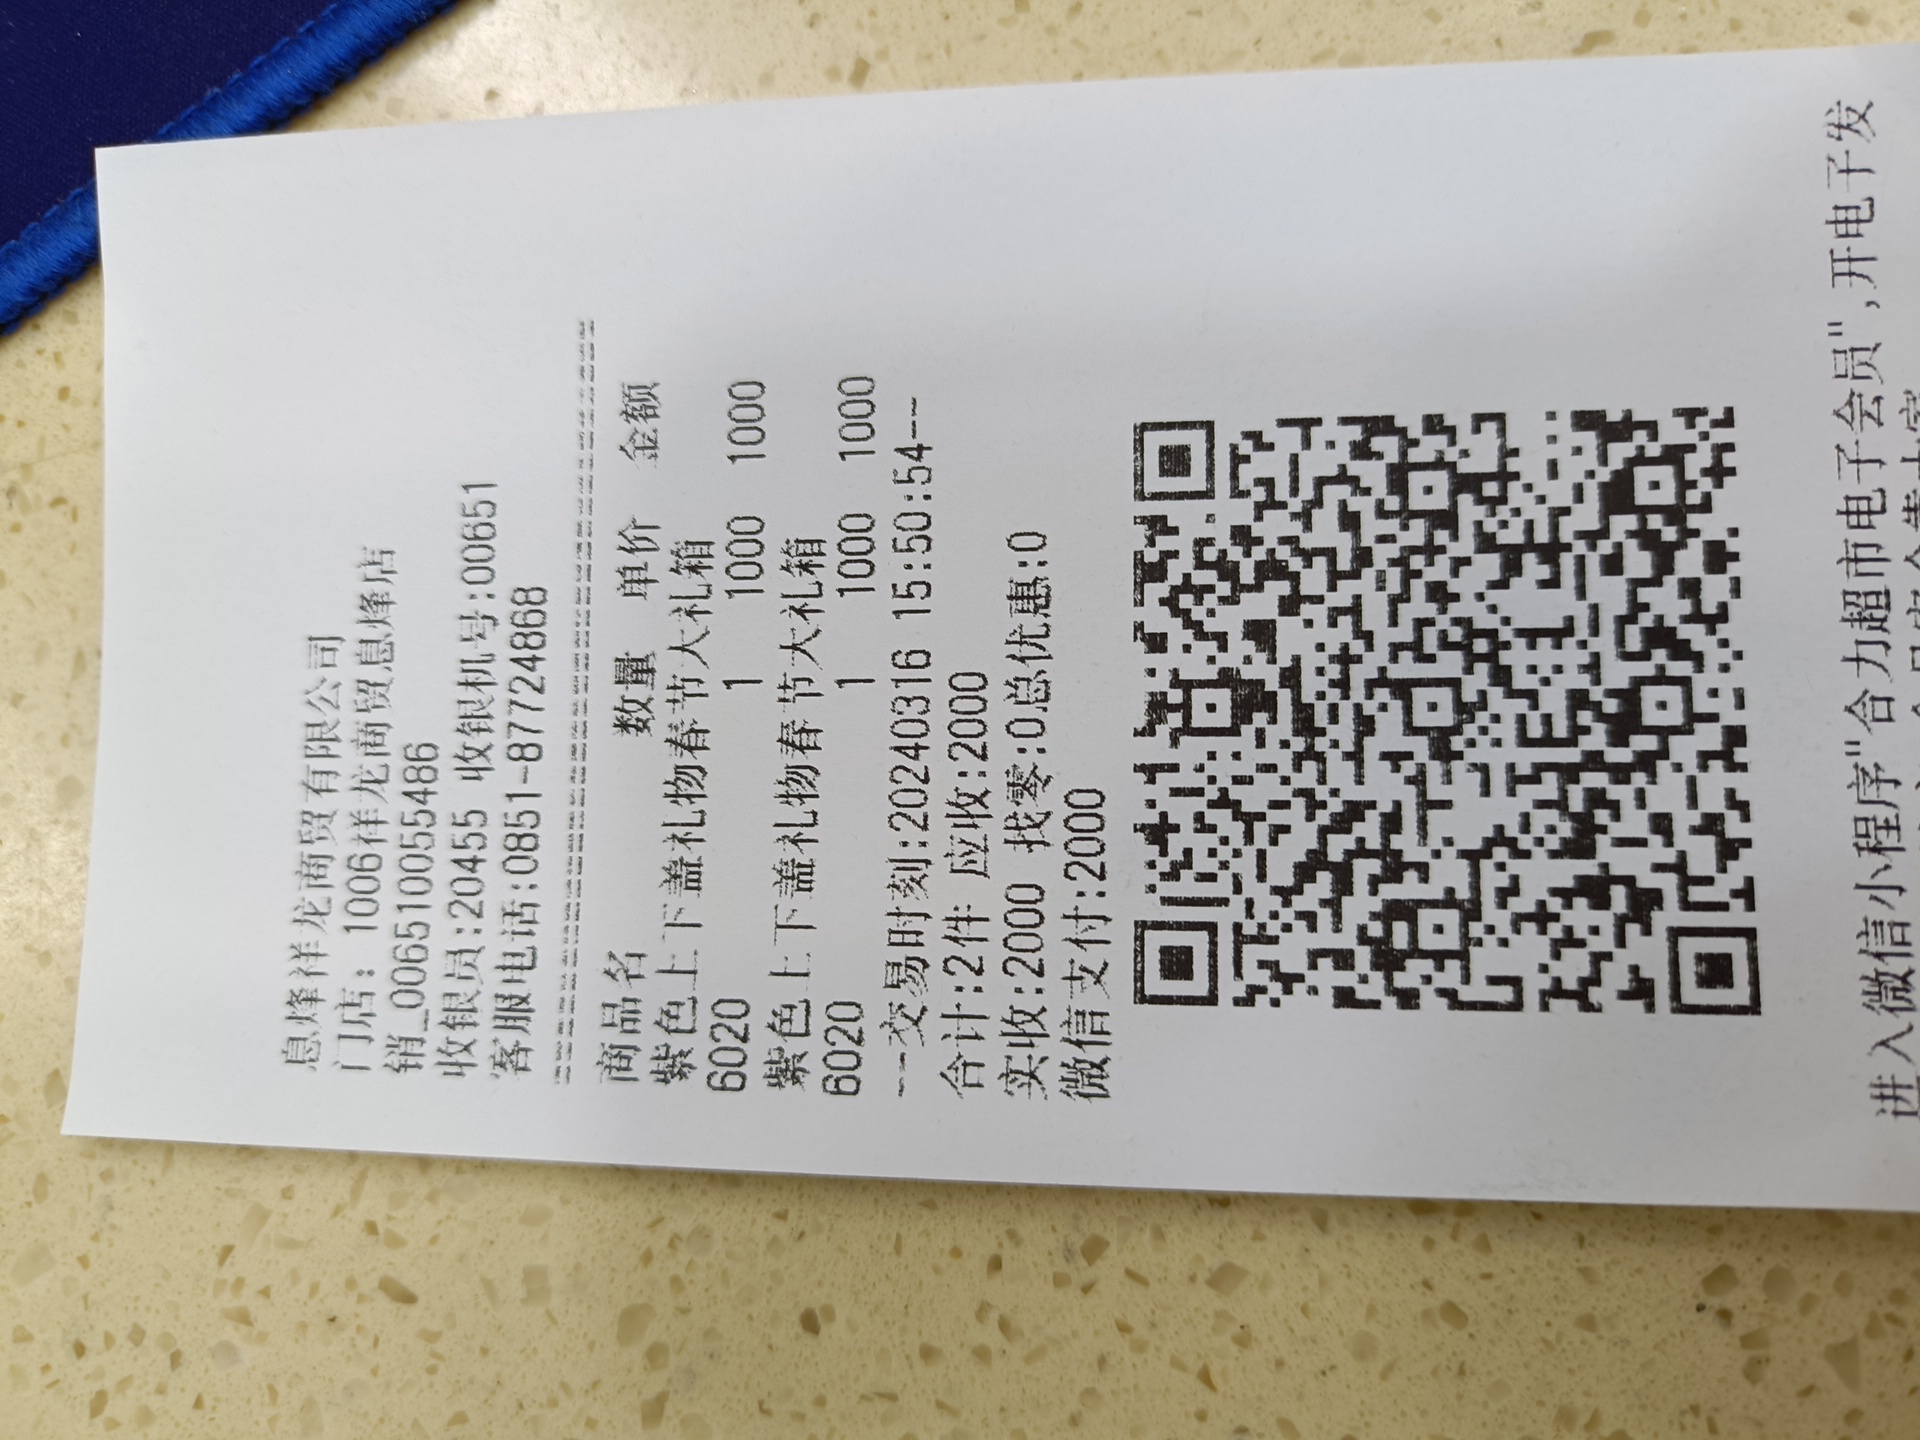 息烽祥龙商贸有限公司
门店: 1006祥龙商贸息烽店
销_0065110055486
收银员:20455 收银机号:00651
客服电话:0851-87724868
商品名 数量 单价 金额
紫色上下盖礼物春节大礼箱
6020 1 1000 1000
紫色上下盖礼物春节大礼箱
6020 1 1000 1000
---交易时刻:20240316 15:50:54--
合计:2件 应收:2000
实收:2000 找零:0总优惠:0
微信支付:2000
进入微信小程序"合力超市电子会员",开电子发